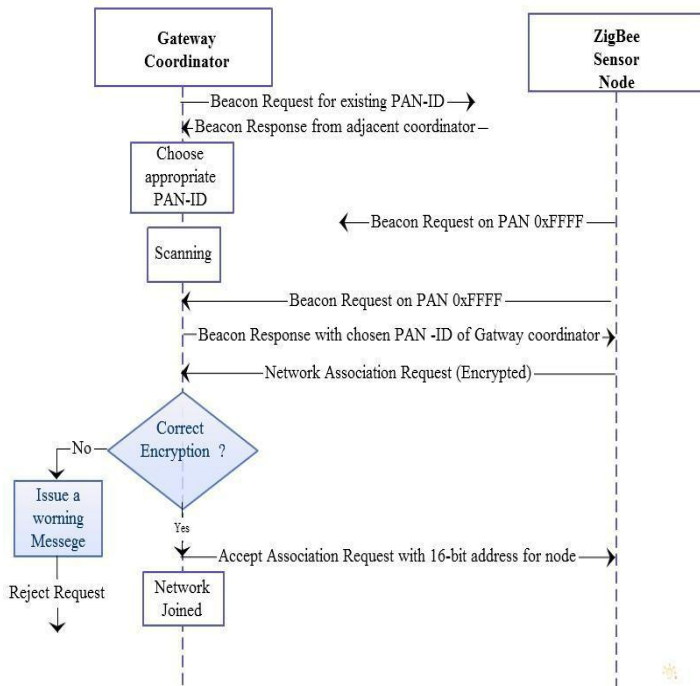 Gateway
Coordinator
ZigBee
Sensor
Node
Beacon Request for existing PAN-ID
Beacon Response from adjacent coordinator
Choose
appropriate
PAN-ID
Beacon Request on PAN 0xFFFF
Scanning
Beacon Request on PAN 0xFFFF
Beacon Response with chosen PAN -ID of Gatway coordinator
Network Association Request (Encrypted)
Correct
Encryption ?
No
Issue a
worning
Messege
Yes
Accept Association Request with 16-bit address for node
Reject Request
Network
Joined